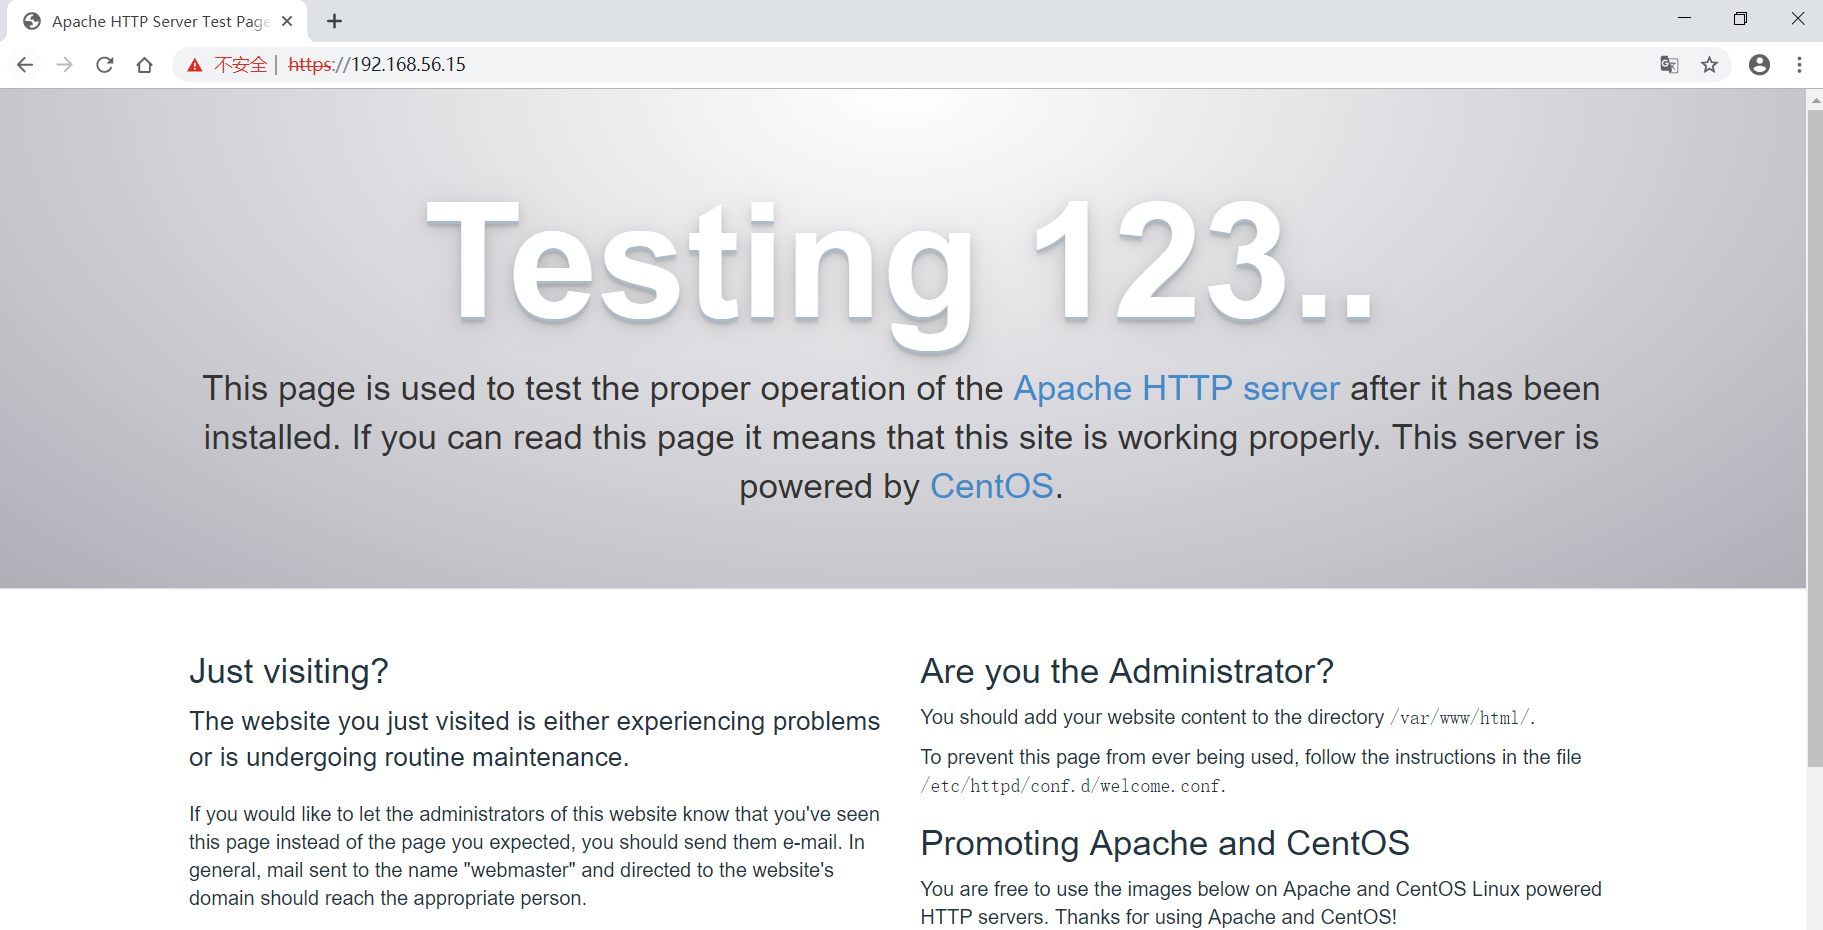 Apache HTTP Server Test Page
不安全 | https://192.168.56.15
Testing 123..
This page is used to test the proper operation of the Apache HTTP server after it has been
installed. If you can read this page it means that this site is working properly. This server is
powered by CentOS.
Just visiting?
The website you just visited is either experiencing problems
or is undergoing routine maintenance.
If you would like to let the administrators of this website know that you've seen
this page instead of the page you expected, you should send them e-mail. In
general, mail sent to the name "webmaster" and directed to the website's
domain should reach the appropriate person.
Are you the Administrator?
You should add your website content to the directory /var/www/html/.
To prevent this page from ever being used, follow the instructions in the file
/etc/httpd/conf.d/welcome.conf.
Promoting Apache and CentOS
You are free to use the images below on Apache and CentOS Linux powered
HTTP servers. Thanks for using Apache and CentOS!